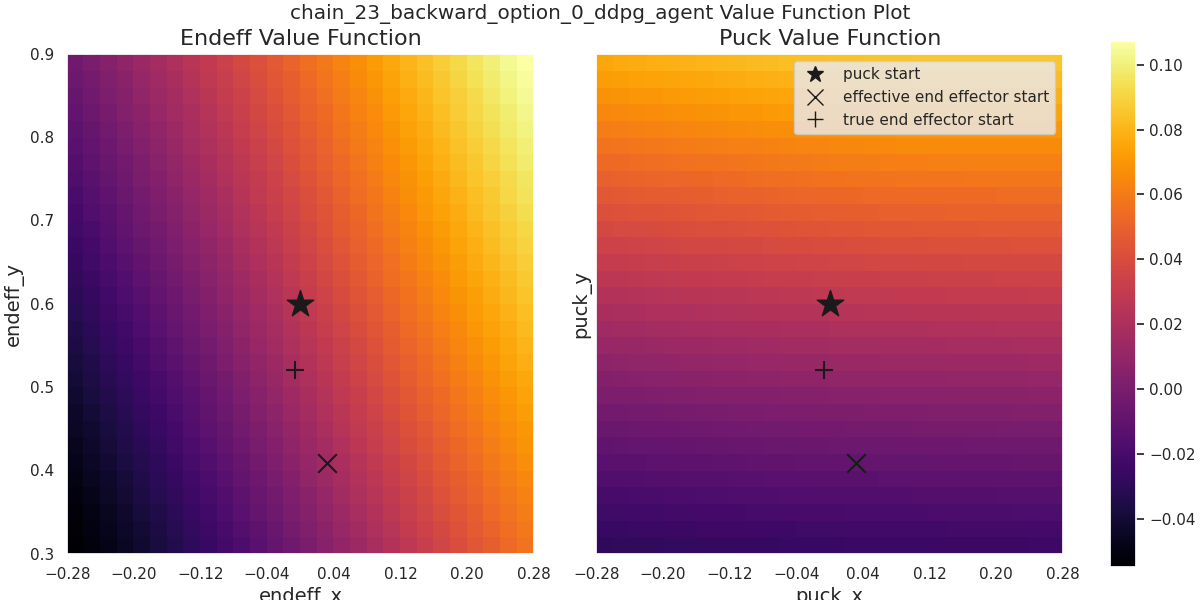 chain_23_backward_option_0_ddpg_agent Value Function Plot
Endeff Value Function
Puck Value Function
0.9
0.8
0.7
0.6
0.5
0.4
0.3
endeff_y
−0.28 −0.20 −0.12 −0.04 0.04 0.12 0.20 0.28
endeff_x
puck start
effective end effector start
true end effector start
puck_y
−0.28 −0.20 −0.12 −0.04 0.04 0.12 0.20 0.28
puck_x
0.10
0.08
0.06
0.04
0.02
0.00
−0.02
−0.04